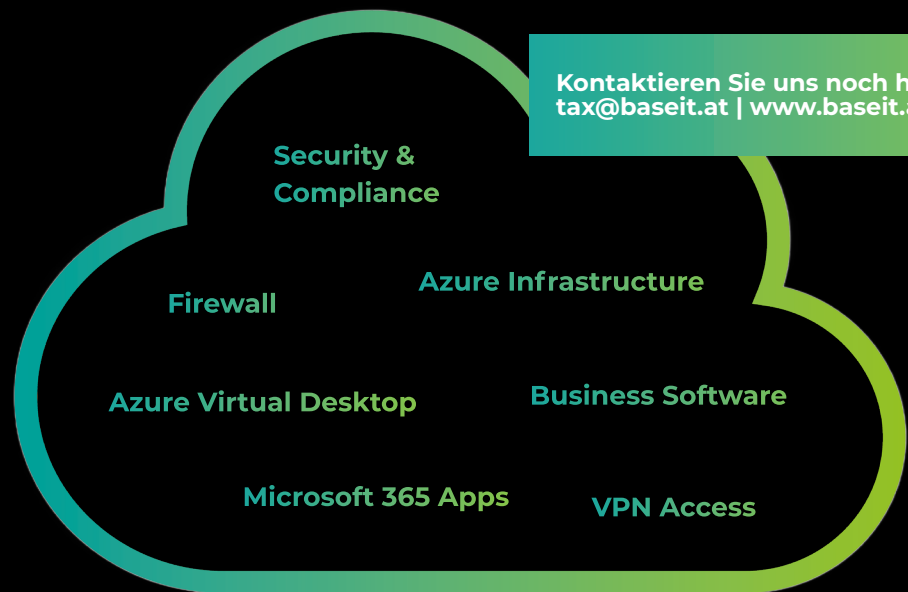 Kontaktieren Sie uns noch
tax@baseit.at | www.baseit.
Security &
Compliance
Azure Infrastructure
Firewall
Business Software
Azure Virtual Desktop
Microsoft 365 Apps
VPN Access